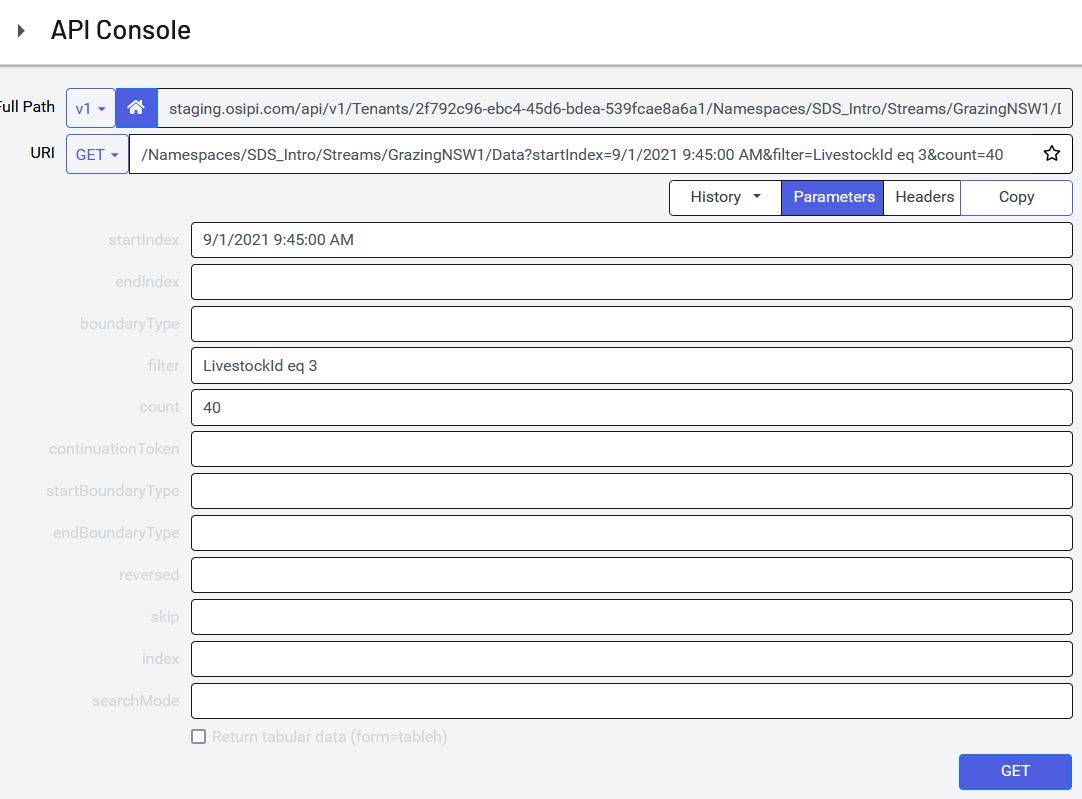 API Console
Full Path v1 staging.osipi.com/api/v1/Tenants/2f792c96-ebc4-45d6-bdea-539fcae8a6a1/Namespaces/SDS_Intro/Streams/GrazingNSW1/
URI GET /Namespaces/SDS_Intro/Streams/GrazingNSW1/Data?startIndex=9/1/2021 9:45:00 AM&filter=LivestockId eq 3&count=40
History Parameters Headers Copy
startIndex 9/1/2021 9:45:00 AM
endIndex
boundaryType
filter LivestockId eq 3
count 40
continuationToken
startBoundaryType
endBoundaryType
reversed
skip
index
searchMode
Return tabular data (form=tableh)
GET